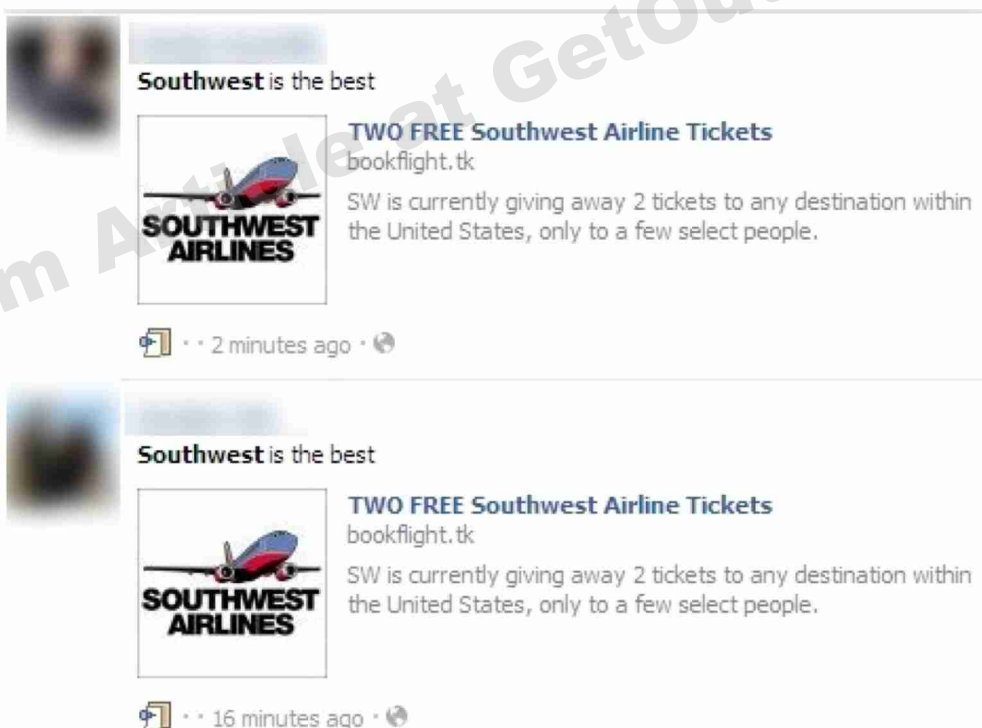 m Article at GetOu
Southwest is the best
TWO FREE Southwest Airline Tickets
bookflight.tk
SW is currently giving away 2 tickets to any destination within
the United States, only to a few select people.
SOUTHWEST
AIRLINES
· · 2 minutes ago ·
Southwest is the best
TWO FREE Southwest Airline Tickets
bookflight.tk
SW is currently giving away 2 tickets to any destination within
the United States, only to a few select people.
SOUTHWEST
AIRLINES
· · 16 minutes ago ·